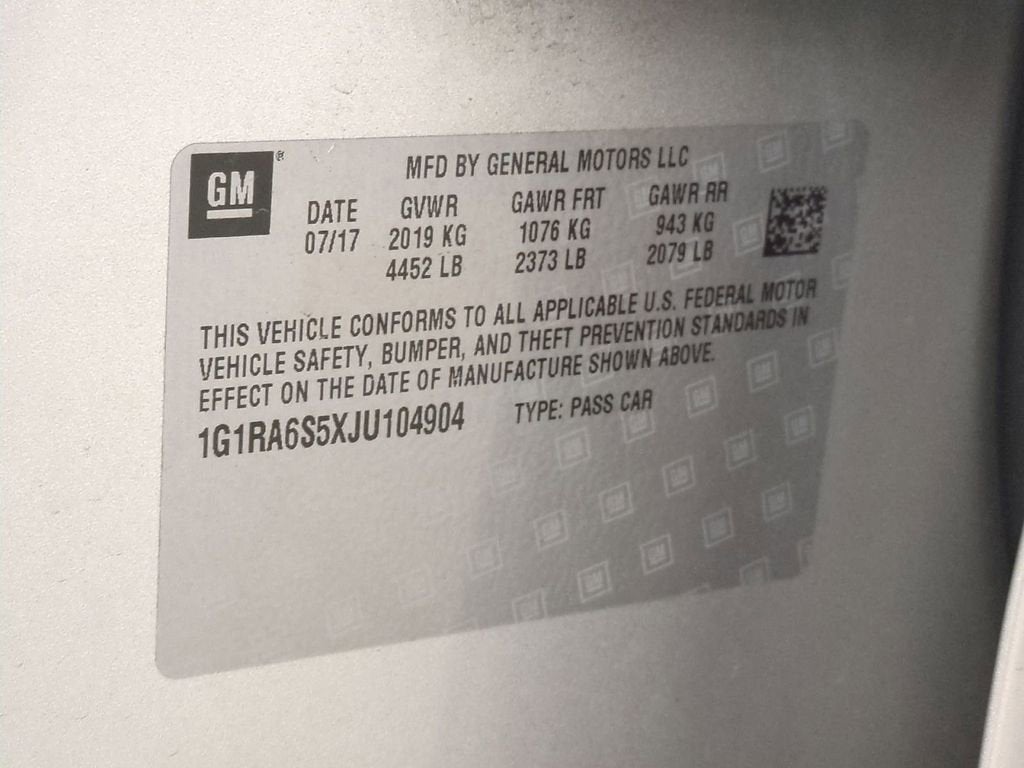 GM® MFD BY GENERAL MOTORS LLC
DATE GVWR GAWR FRT GAWR RR
07/17 2019 KG 1076 KG 943 KG
4452 LB 2373 LB 2079 LB
THIS VEHICLE CONFORMS TO ALL APPLICABLE U.S. FEDERAL MOTOR
VEHICLE SAFETY, BUMPER, AND THEFT PREVENTION STANDARDS IN
EFFECT ON THE DATE OF MANUFACTURE SHOWN ABOVE.
1G1RA6S5XJU104904 TYPE: PASS CAR